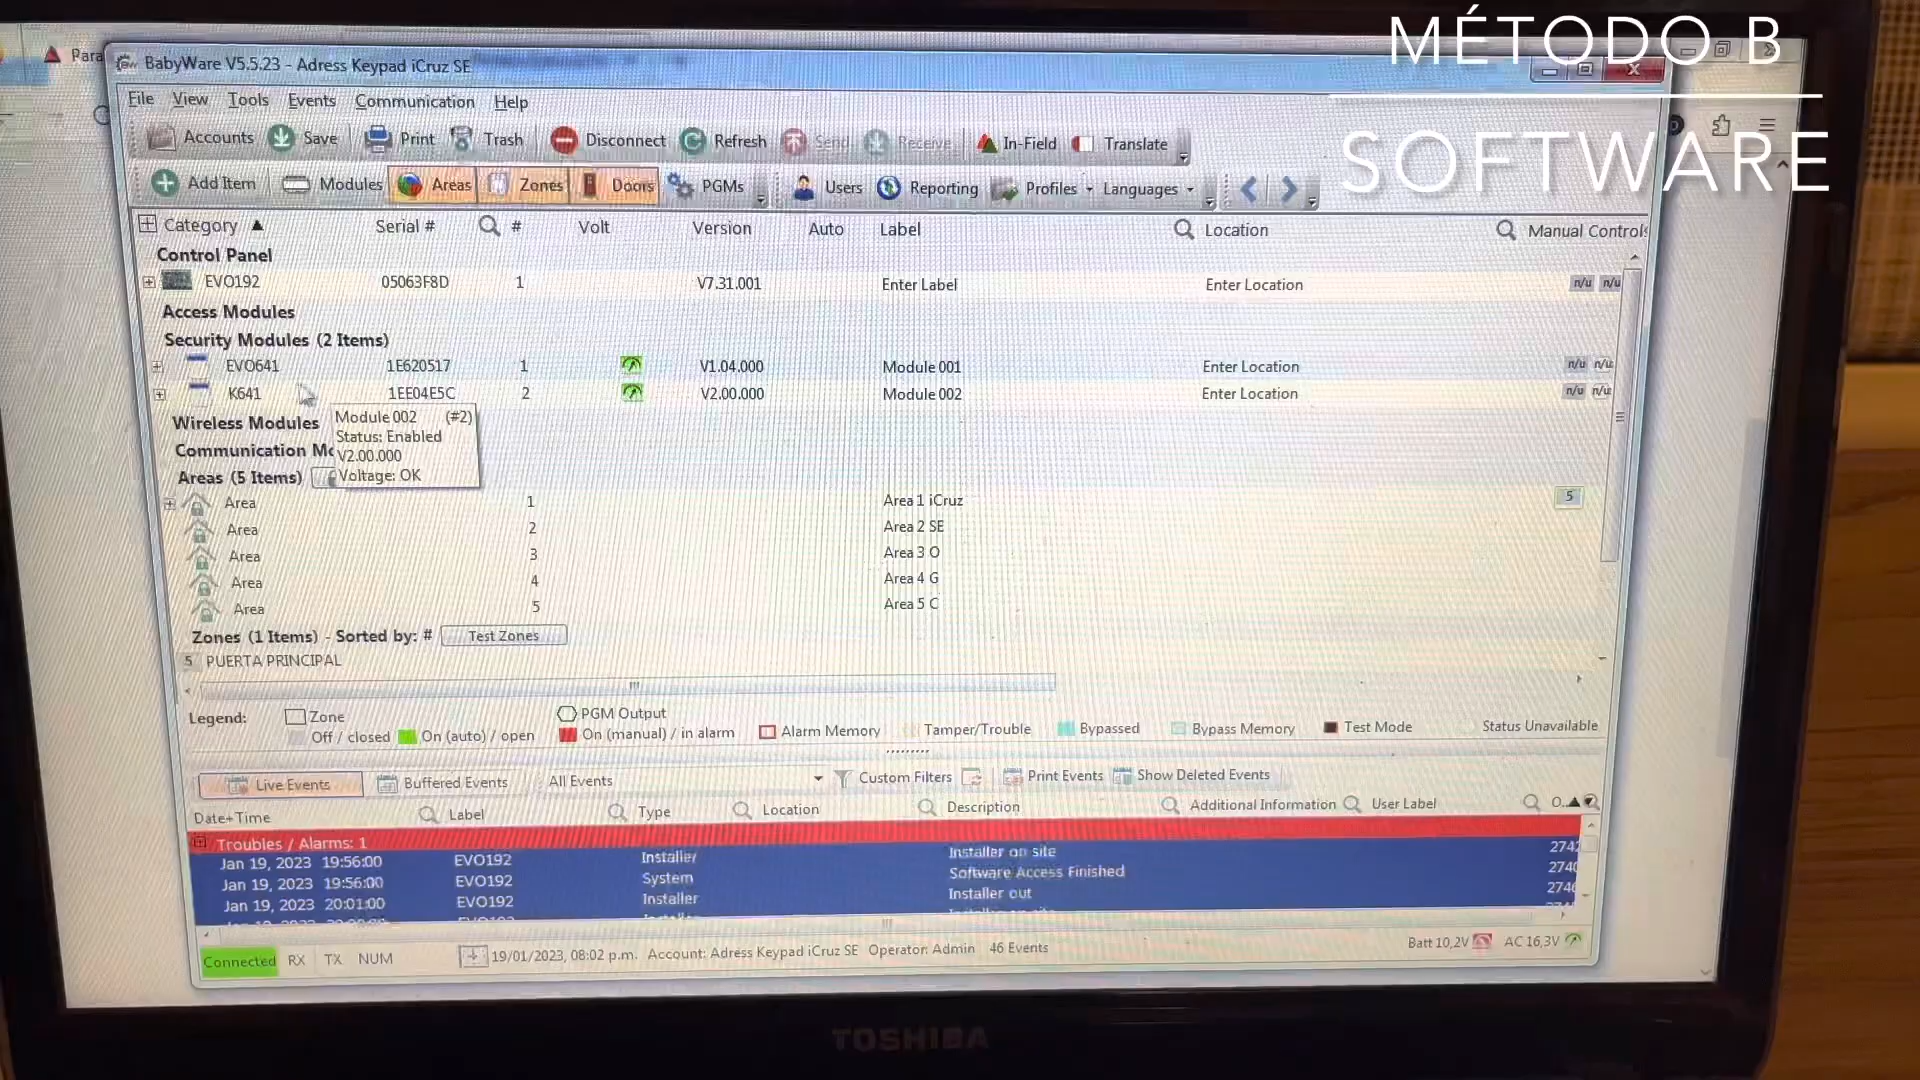 MÉTODO B
SOFTWARE
Para
BabyWare V5.5.23 - Adress Keypad iCruz SE
File View Tools Events Communication Help
Accounts Save Print Trash Disconnect Refresh Send Receive In-Field Translate
Add Item Modules Areas Zones Doors PGMs Users Reporting Profiles Languages
Category Serial # # Volt Version Auto Label Location Manual Controls
Control Panel
EVO192 05063F8D 1 V7.31.001 Enter Label Enter Location n/u n/u
Access Modules
Security Modules (2 Items)
EVO641 1E620517 1 V1.04.000 Module 001 Enter Location n/u n/u
K641 1EE04E5C 2 V2.00.000 Module 002 Enter Location n/u n/u
Module 002 (#2)
Status: Enabled
V2.00.000
Voltage: OK
Wireless Modules
Communication Mo
Areas (5 Items)
Area 1 Area 1 iCruz 5
Area 2 Area 2 SE
Area 3 Area 3 O
Area 4 Area 4 G
Area 5 Area 5 C
Zones (1 Items) - Sorted by: # Test Zones
5 PUERTA PRINCIPAL
Legend: Zone PGM Output
Off / closed On (auto) / open On (manual) / in alarm Alarm Memory Tamper/Trouble Bypassed Bypass Memory Test Mode Status Unavailable
Live Events Buffered Events All Events Custom Filters Print Events Show Deleted Events
Date+Time Label Type Location Description Additional Information User Label O..
Troubles / Alarms: 1
Jan 19, 2023 19:56:00 EVO192 Installer Installer on site 2742
Jan 19, 2023 19:56:00 EVO192 System Software Access Finished 2740
Jan 19, 2023 20:01:00 EVO192 Installer Installer out 2746
Connected RX TX NUM 19/01/2023, 08:02 p.m. Account: Adress Keypad iCruz SE Operator: Admin 46 Events Batt 10,2V AC 16,3V
TOSHIBA